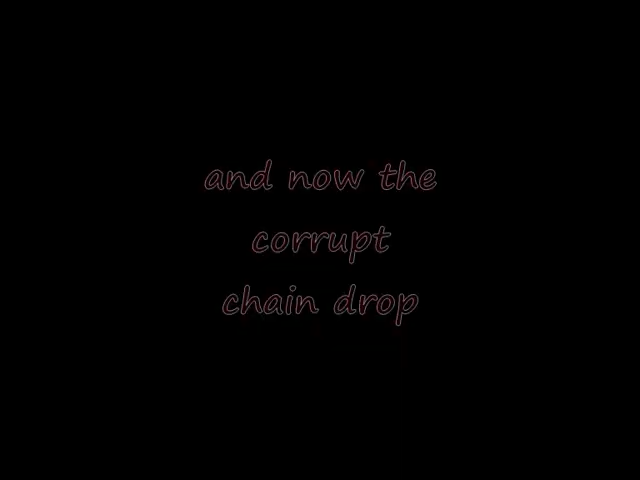 and now the
corrupt
chain drop